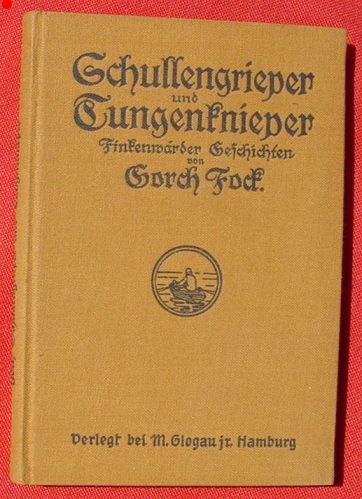 Schullengrieper
und
Tungenknieper
Finkenwärder Geschichten
von
Gorch Fock.
Verlegt bei M. Glogau jr. Hamburg